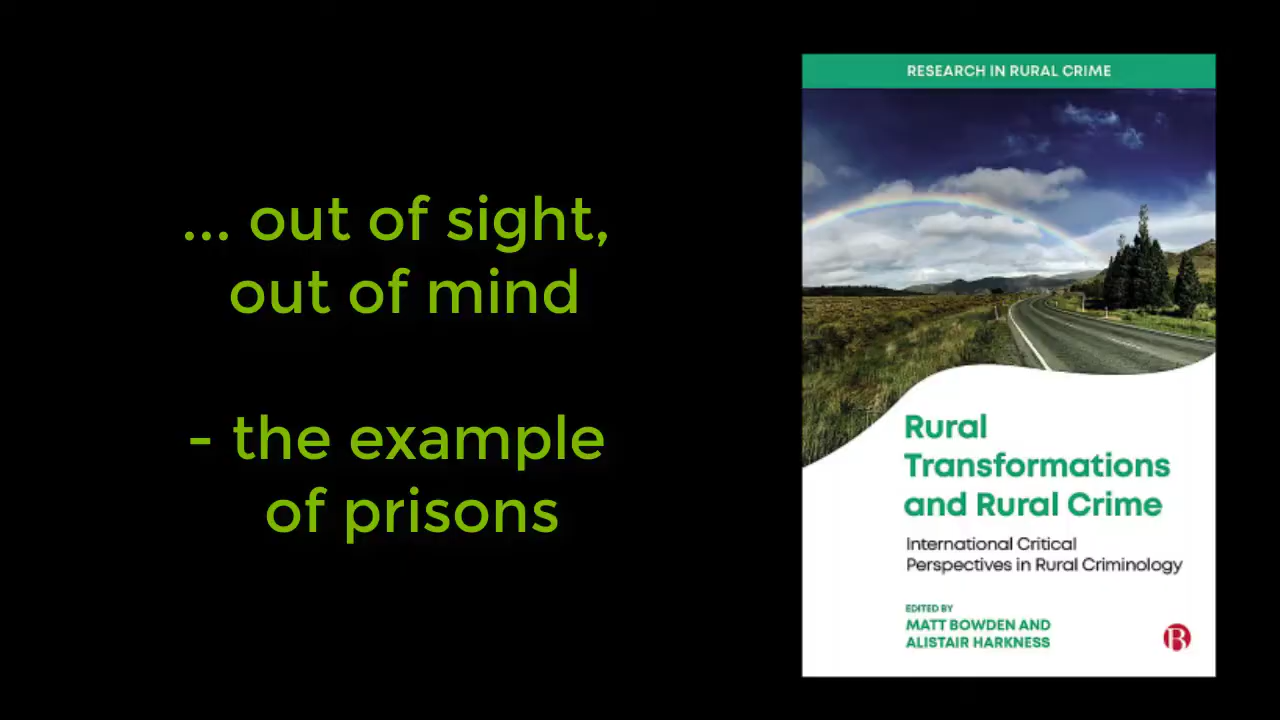 ... out of sight,
out of mind
- the example
of prisons
RESEARCH IN RURAL CRIME
Rural
Transformations
and Rural Crime
International Critical
Perspectives in Rural Criminology
EDITED BY
MATT BOWDEN AND
ALISTAIR HARKNESS
B